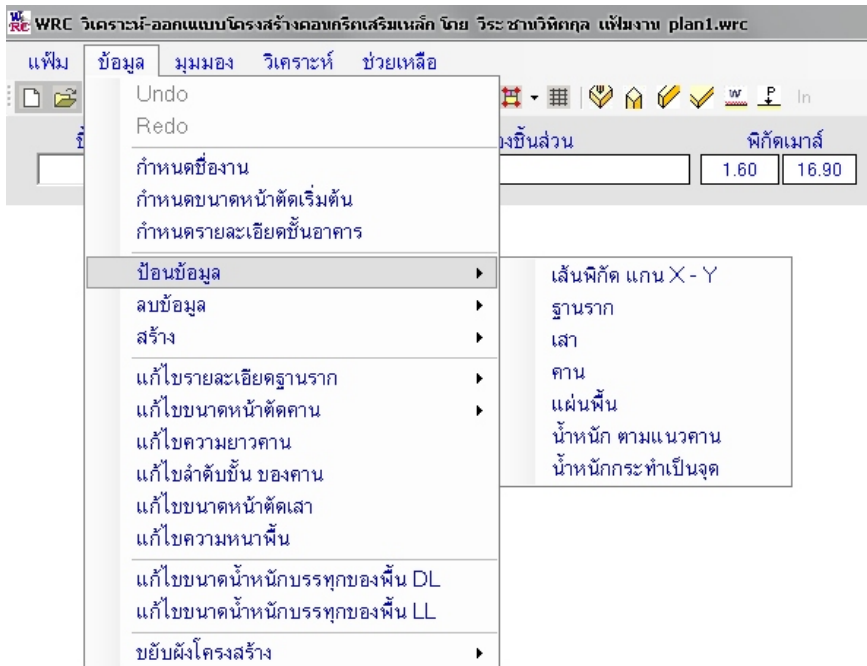 WRC วิเคราะห์-ออกแบบโครงสร้างคอนกรีตเสริมเหล็ก โดย วีระ ชาญวิพิตกุล แฟ้มงาน plan1.wrc
แฟ้ม ข้อมูล มุมมอง วิเคราะห์ ช่วยเหลือ
Undo
W P In
Redo
ชิ้นส่วน พิกัดเมาส์
1.60 16.90
กำหนดชื่องาน
กำหนดขนาดหน้าตัดเริ่มต้น
กำหนดรายละเอียดชั้นอาคาร
ป้อนข้อมูล
เส้นพิกัด แกน X - Y
ลบข้อมูล
ฐานราก
สร้าง
เสา
คาน
แก้ไขรายละเอียดฐานราก
แผ่นพื้น
แก้ไขขนาดหน้าตัดคาน
น้ำหนัก ตามแนวคาน
แก้ไขความยาวคาน
น้ำหนักกระทำเป็นจุด
แก้ไขลำดับขั้น ของคาน
แก้ไขขนาดหน้าตัดเสา
แก้ไขความหนาพื้น
แก้ไขขนาดน้ำหนักบรรทุกของพื้น DL
แก้ไขขนาดน้ำหนักบรรทุกของพื้น LL
ขยับผังโครงสร้าง